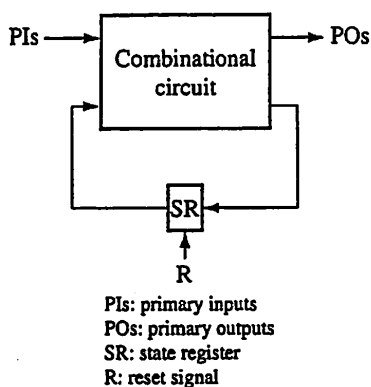 PIs
POs
Combinational
circuit
SR
R
PIs: primary inputs
POs: primary outputs
SR: state register
R: reset signal